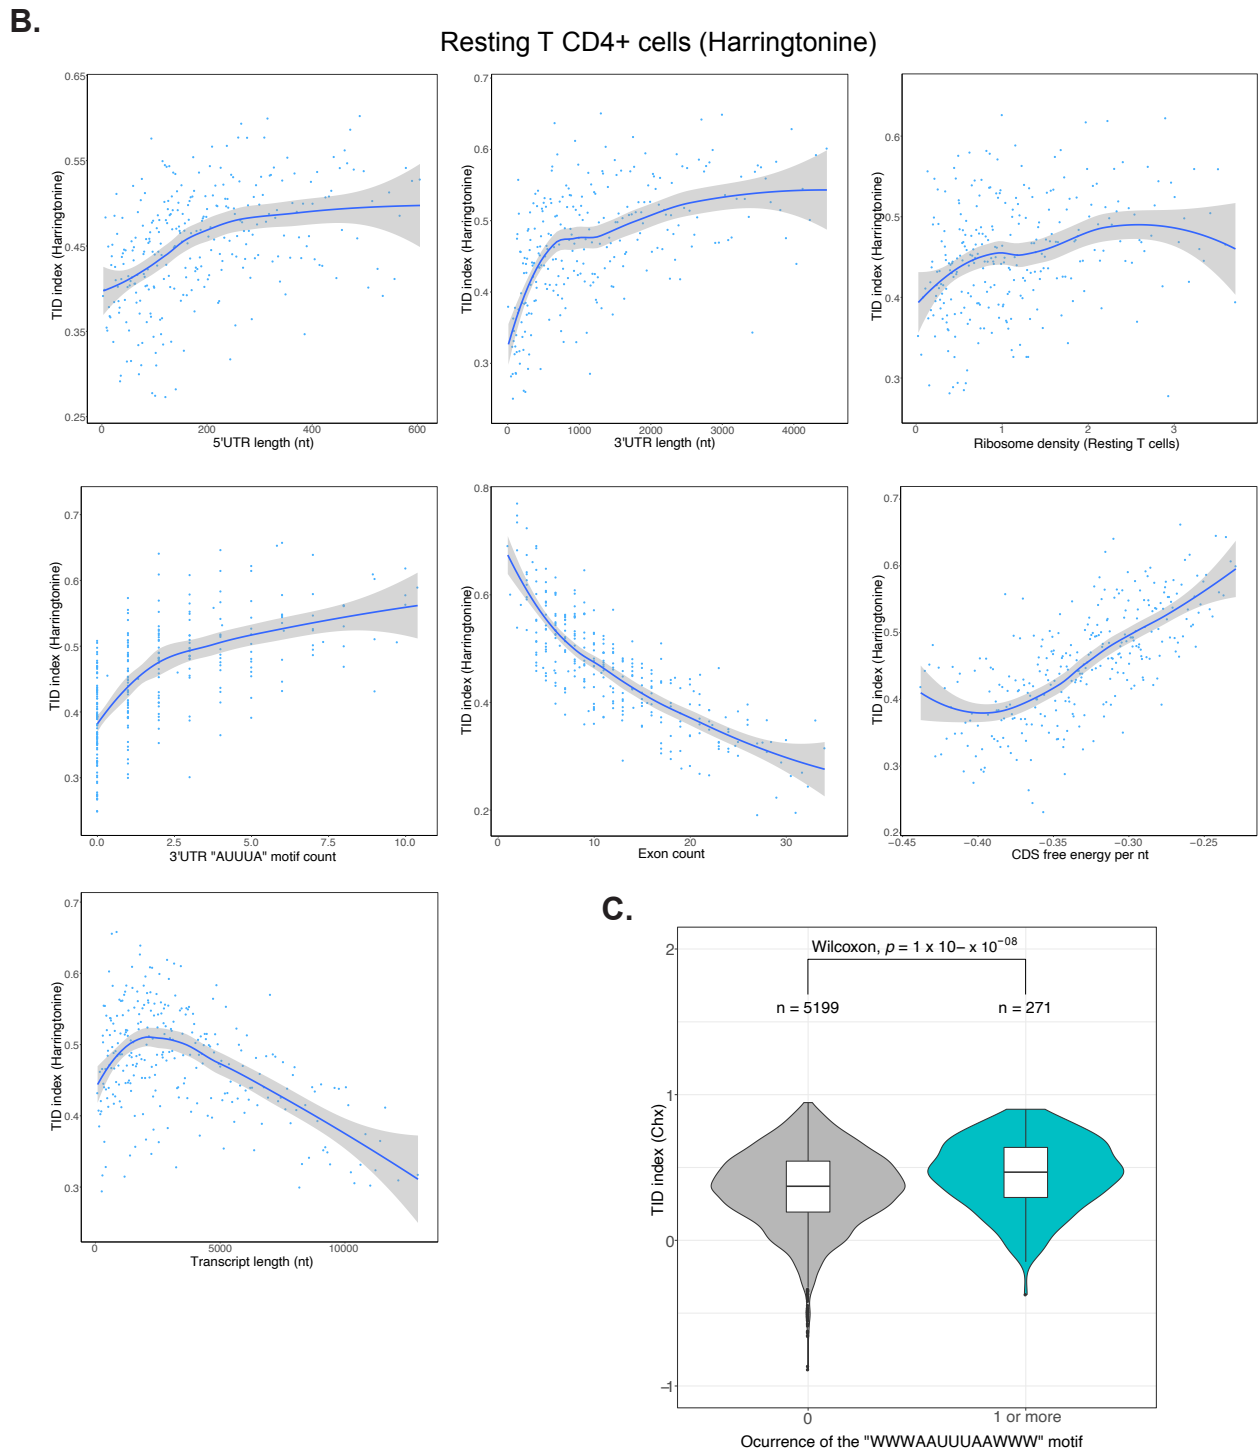 B.
Resting T CD4+ cells (Harringtonine)
TID index (Harringtonine)
0.65
0.55
0.45
0.35
0.25
0 200 400 600
5'UTR length (nt)
TID index (Harringtonine)
0.7
0.6
0.5
0.4
0.3
0 1000 2000 3000 4000
3'UTR length (nt)
TID index (Harringtonine)
0.6
0.5
0.4
0.3
0 1 2 3
Ribosome density (Resting T cells)
TID index (Harringtonine)
0.7
0.6
0.5
0.4
0.3
0.0 2.5 5.0 7.5 10.0
3'UTR "AUUUA" motif count
TID index (Harringtonine)
0.8
0.6
0.4
0.2
0 10 20 30
Exon count
TID index (Harringtonine)
0.7
0.6
0.5
0.4
0.3
0.2
−0.45 −0.40 −0.35 −0.30 −0.25
CDS free energy per nt
TID index (Harringtonine)
0.7
0.6
0.5
0.4
0.3
0 5000 10000
Transcript length (nt)
C.
Wilcoxon, p = 1 x 10− x 10−08
n = 5199 n = 271
TID index (Chx)
2
1
0
−1
0 1 or more
Ocurrence of the "WWWAAUUUAAWWW" motif